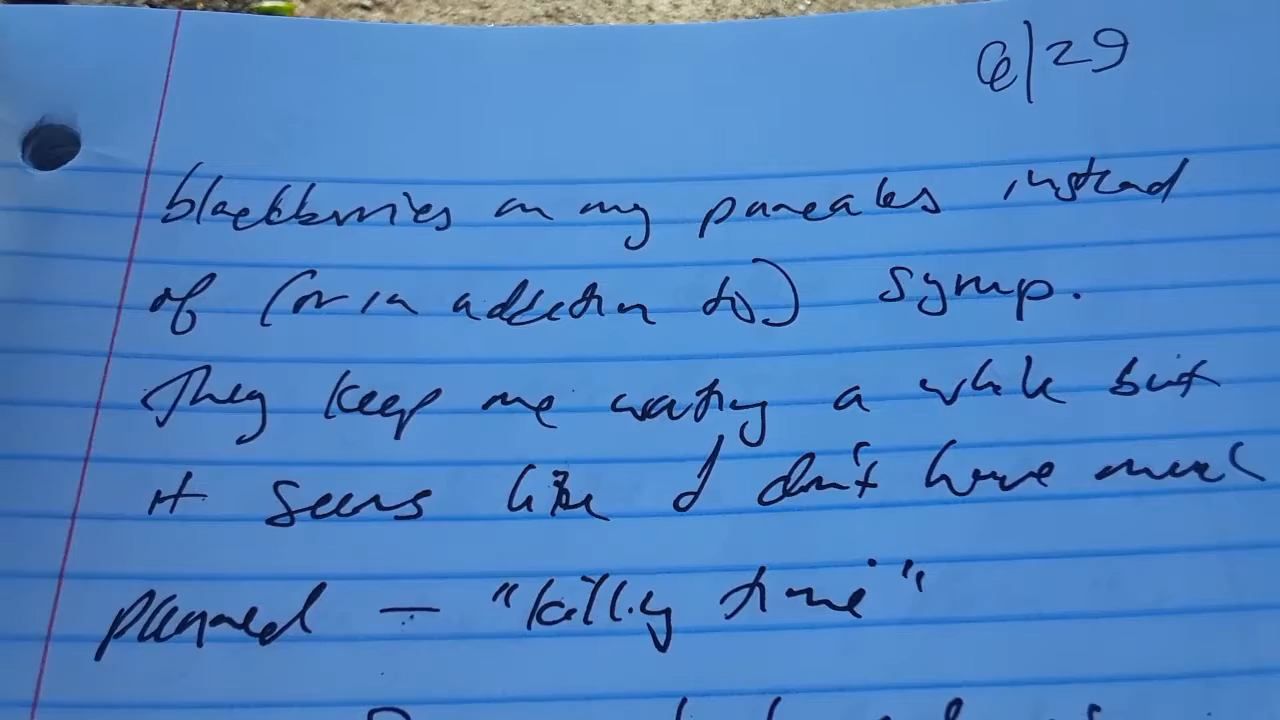 6/29
blackberries on my pancakes instead
of (or in addition to) syrup.
They keep me waiting a while but
it seems like I don't have much
planned — "killing time"